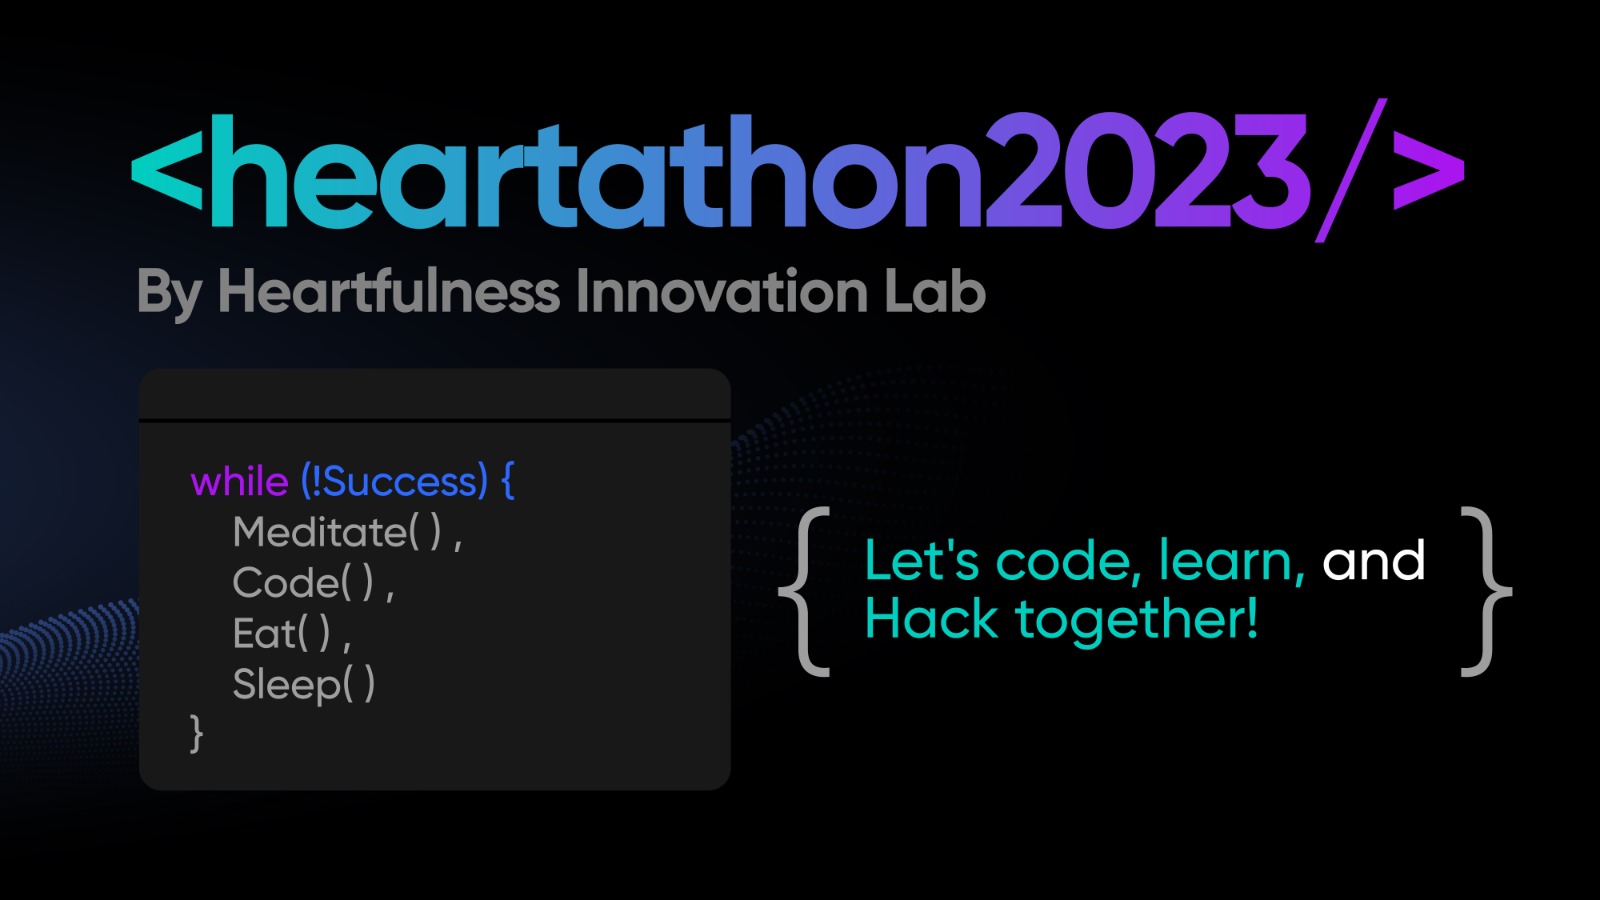 <heartathon2023/>
By Heartfulness Innovation Lab
while (!Success) {
Meditate( ) ,
Code( ) ,
Eat( ) ,
Sleep( )
}
{ Let's code, learn, and
Hack together! }